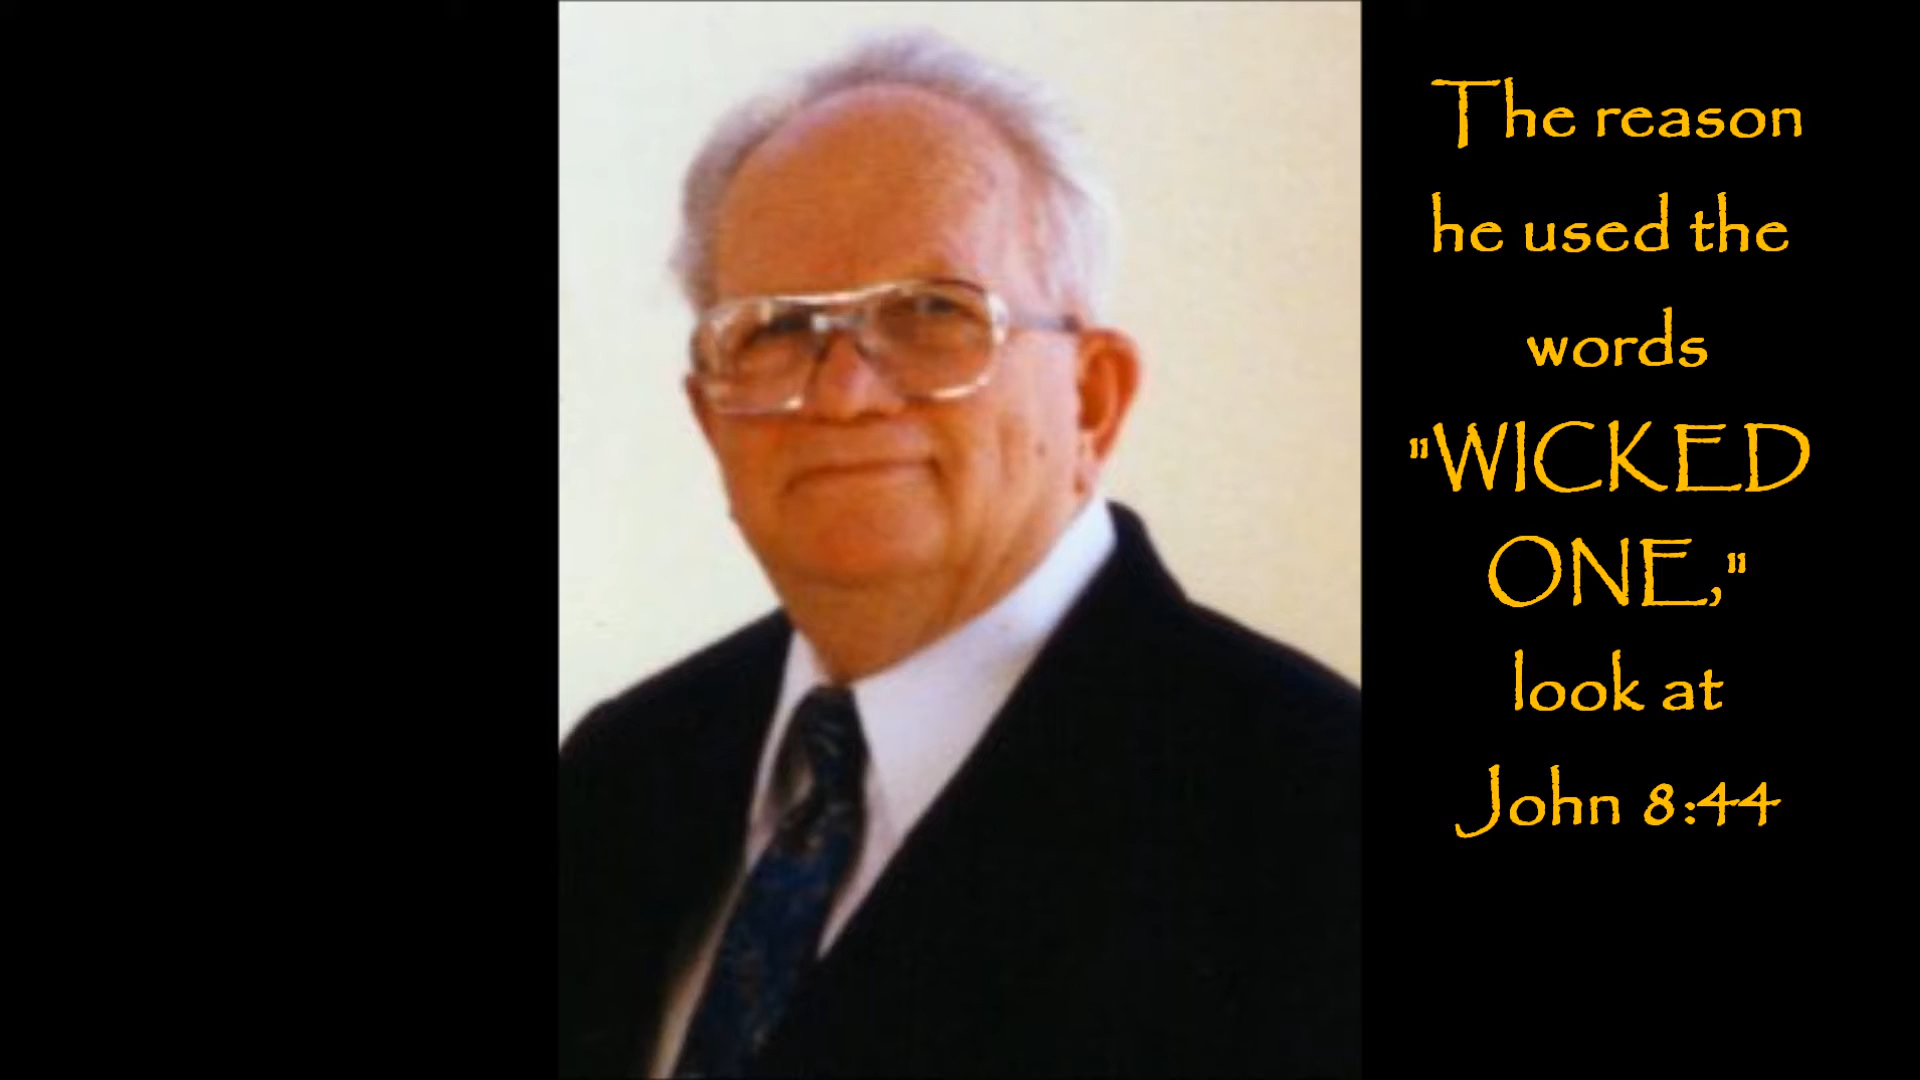 The reason
he used the
words
"WICKED
ONE,"
look at
John 8:44